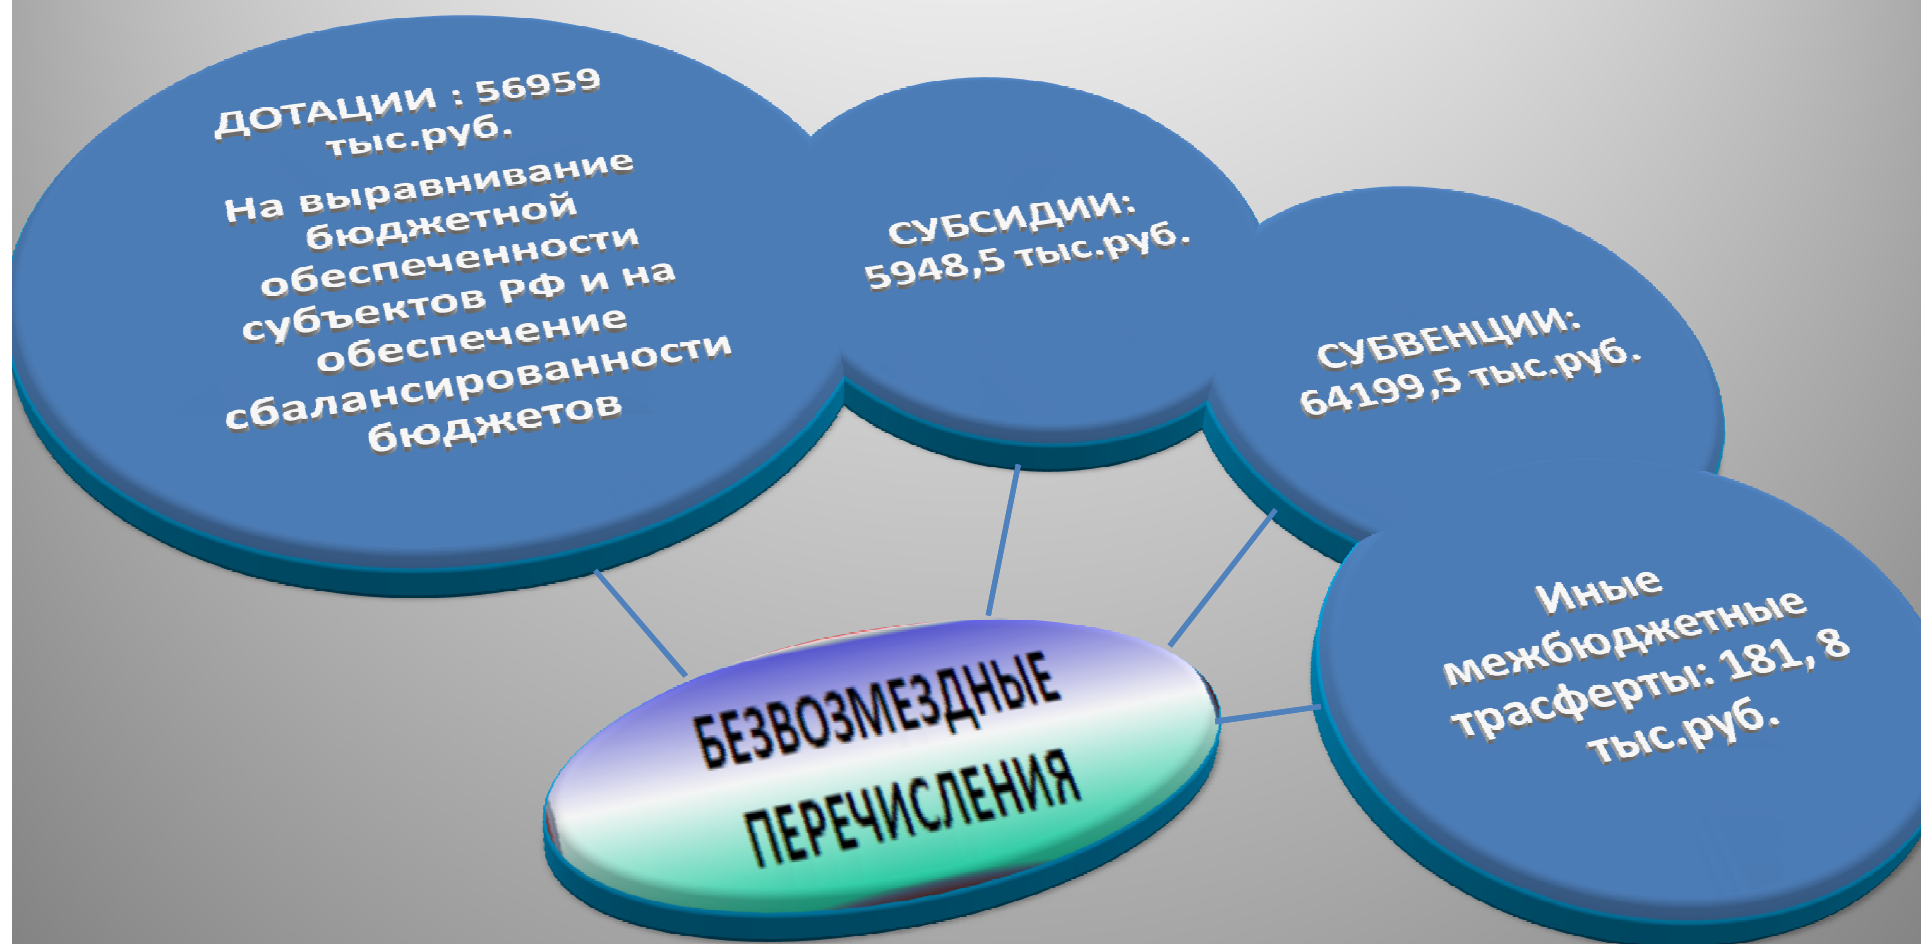 ДОТАЦИИ : 56959
тыс.руб.
На выравнивание
бюджетной
обеспеченности
субъектов РФ и на
обеспечение
сбалансированности
бюджетов
СУБСИДИИ:
5948,5 тыс.руб.
СУБВЕНЦИИ:
64199,5 тыс.руб.
Иные
межбюджетные
трасферты: 181, 8
тыс.руб.
БЕЗВОЗМЕЗДНЫЕ
ПЕРЕЧИСЛЕНИЯ